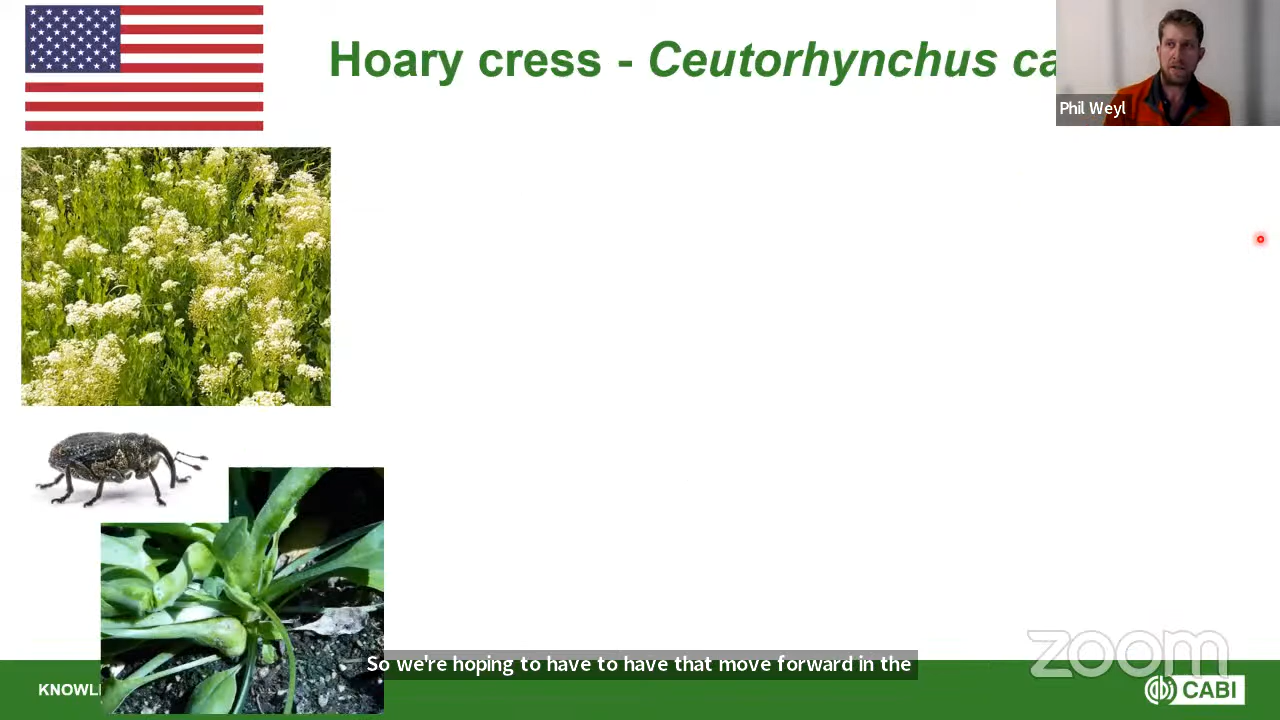 Hoary cress - Ceutorhynchus ca
Phil Weyl
So we're hoping to have to have that move forward in the
zoom
KNOWL
CABI